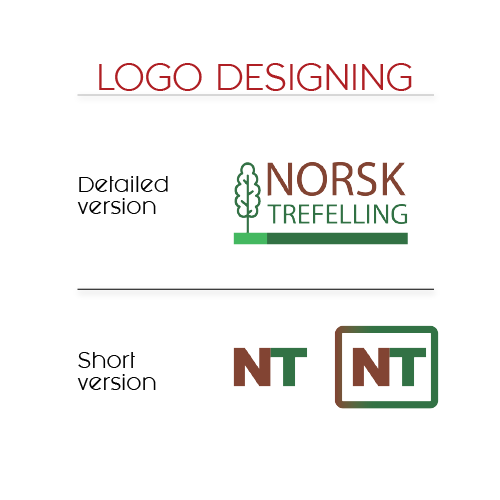 LOGO DESIGNING
Detailed
version
NORSK
TREFELLING
Short
version
NT
NT